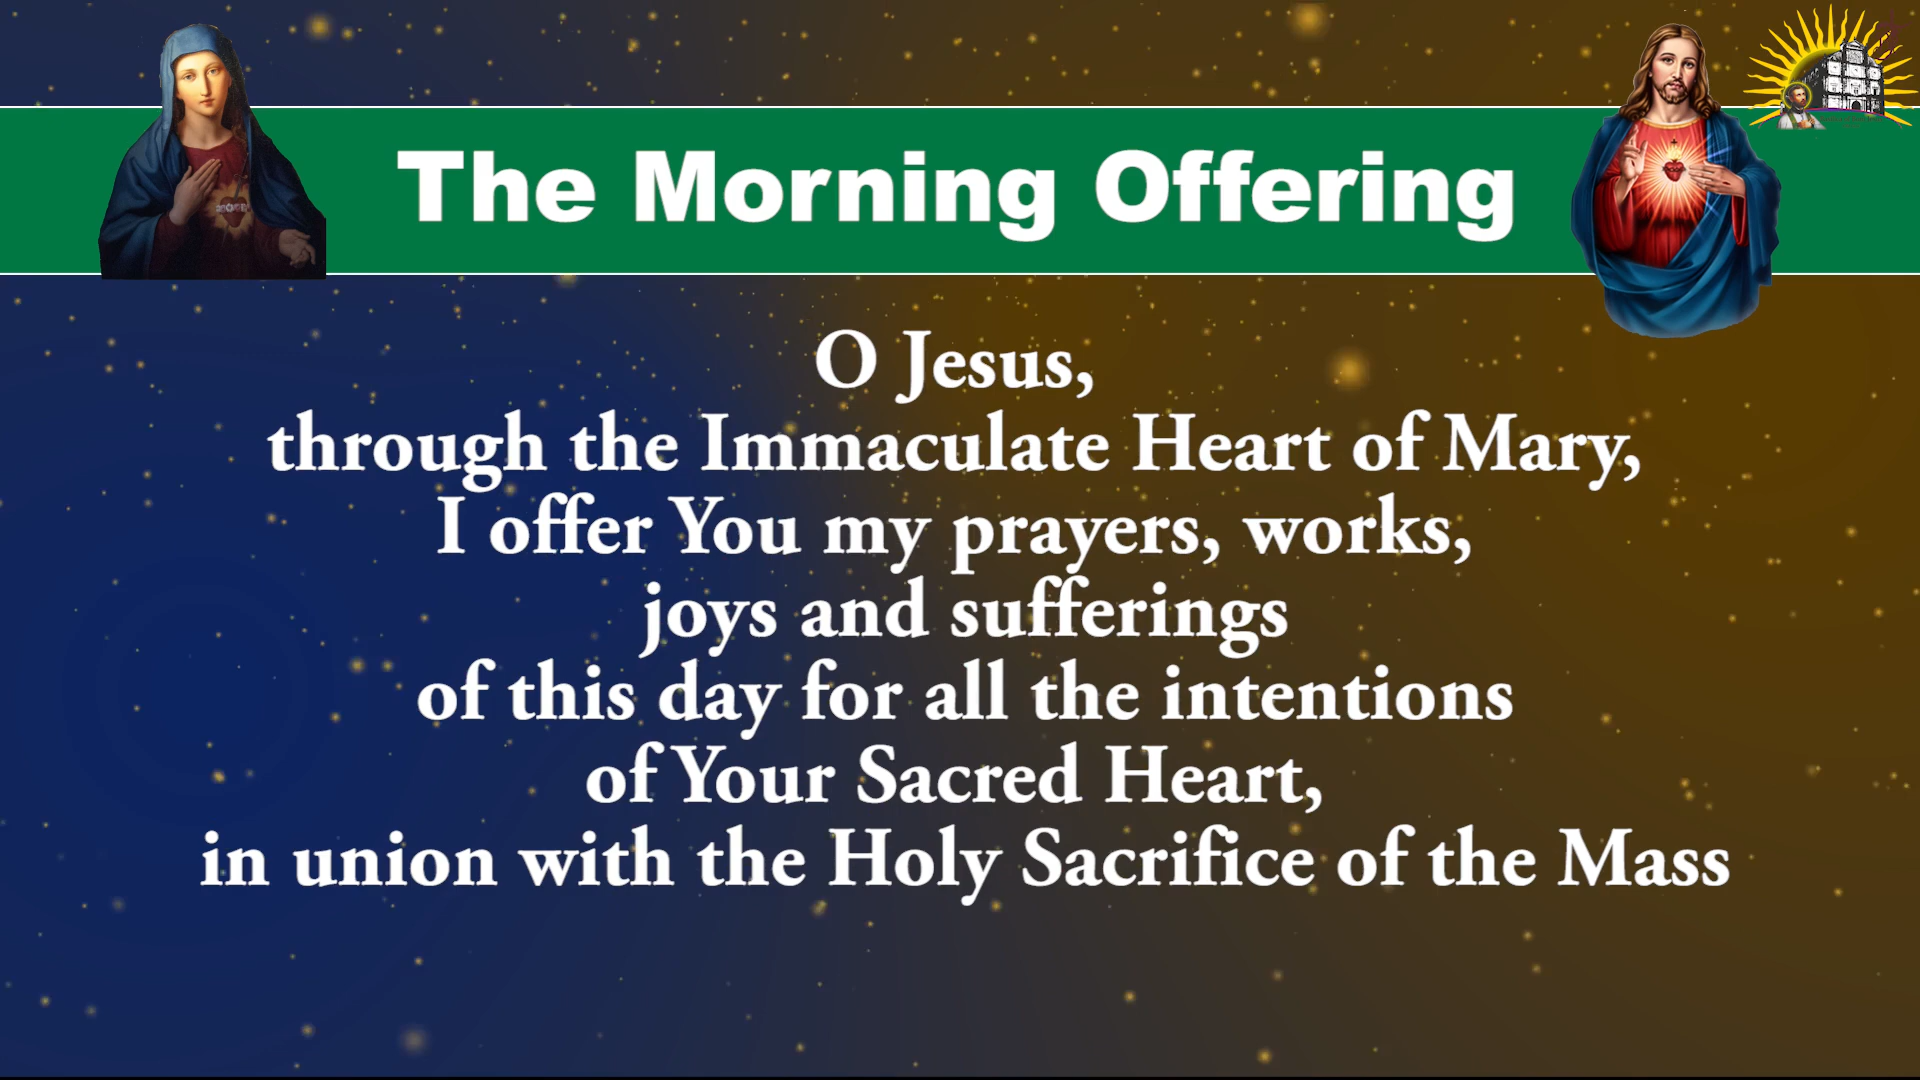 The Morning Offering
O Jesus,
through the Immaculate Heart of Mary,
I offer You my prayers, works,
joys and sufferings
of this day for all the intentions
of Your Sacred Heart,
in union with the Holy Sacrifice of the Mass